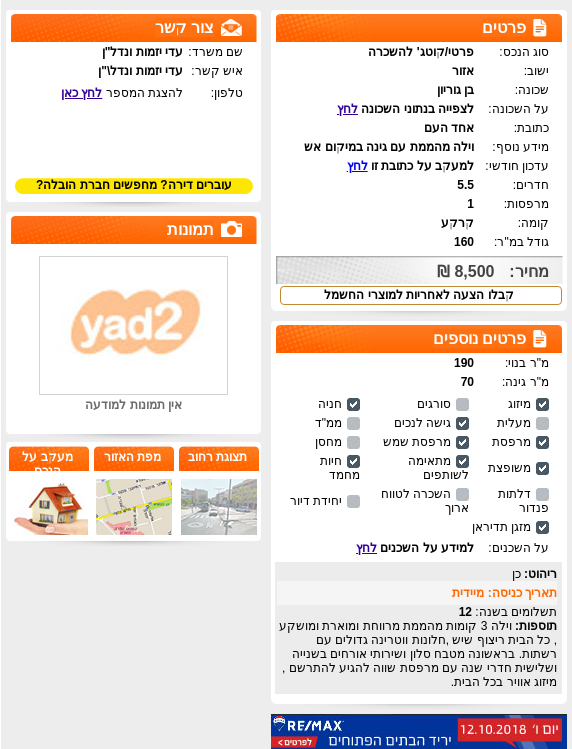 פרטים
סוג הנכס: פרטי/קוטג' להשכרה
ישוב: אזור
שכונה: בן גוריון
על השכונה: לצפייה בנתוני השכונה לחץ
כתובת: אחד העם
מידע נוסף: וילה מהממת עם גינה במיקום אש
עדכון חודשי: למעקב על כתובת זו לחץ
חדרים: 5.5
מרפסות: 1
קומה: קרקע
גודל במ"ר: 160
מחיר: 8,500 ₪
קבלו הצעה לאחריות למוצרי החשמל
פרטים נוספים
מ"ר בנוי: 190
מ"ר גינה: 70
מיזוג סורגים חניה
מעלית גישה לנכים ממ"ד
מרפסת מרפסת שמש מחסן
משופצת מתאימה לשותפים חיות מחמד
דלתות פנדור השכרה לטווח ארוך יחידת דיור
מזגן תדיראן
על השכנים: למידע על השכנים לחץ
ריהוט: כן
תאריך כניסה: מיידית
תשלומים בשנה: 12
תוספות: וילה 3 קומות מהממת מרווחת ומוארת ומושקע
, כל הבית ריצוף שיש ,חלונות ווטרינה גדולים עם
רשתות. בראשונה מטבח סלון ושירותי אורחים בשנייה
ושלישית חדרי שנה עם מרפסת שווה להגיע להתרשם ,
מיזוג אוויר בכל הבית.
RE/MAX
יום ו' 12.10.2018
יריד הבתים הפתוחים
לפרטים >
צור קשר
שם משרד: עדי יזמות ונדל"ן
איש קשר: עדי יזמות ונדל\"ן
טלפון: להצגת המספר לחץ כאן
עוברים דירה? מחפשים חברת הובלה?
תמונות
yad2
אין תמונות למודעה
תצוגת רחוב
מפת האזור
מעקב על
הנכס